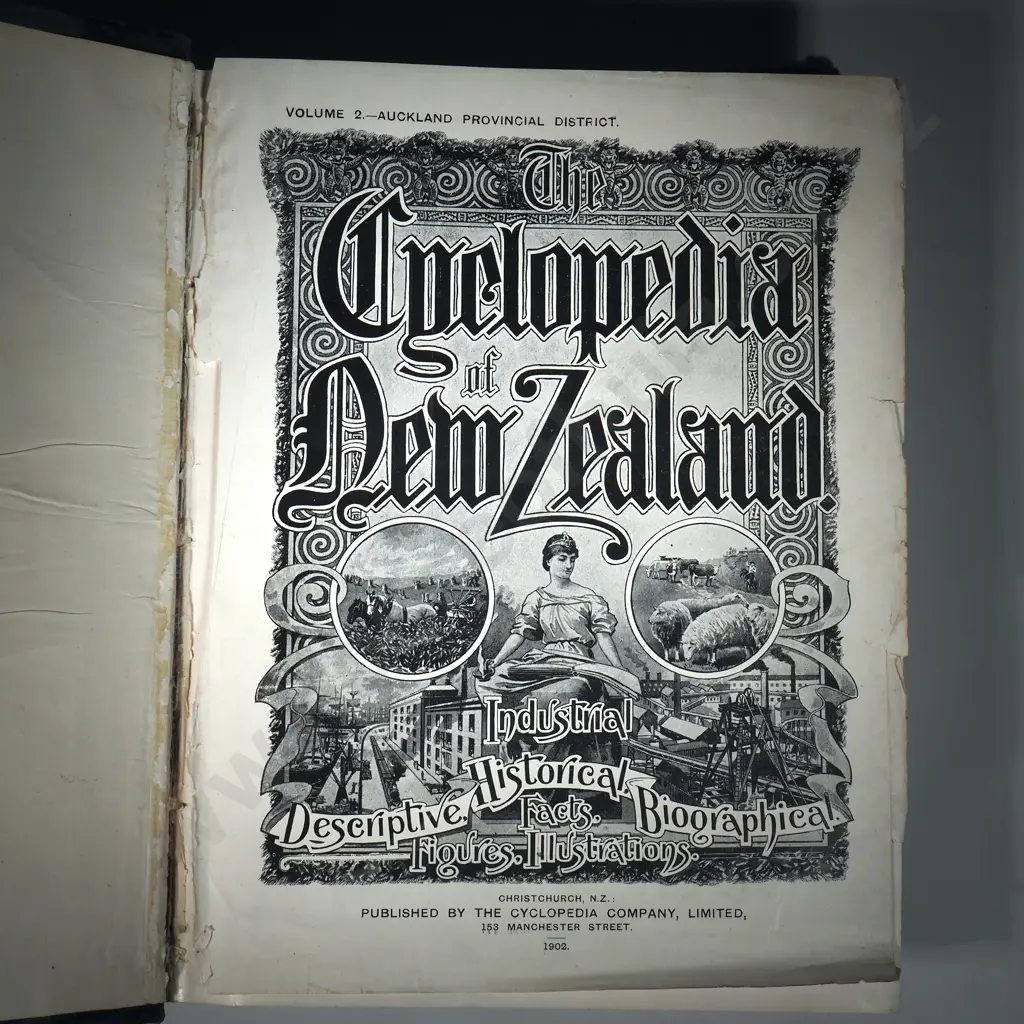 VOLUME 2.—AUCKLAND PROVINCIAL DISTRICT.
The
Cyclopedia
of
New Zealand.
Industrial
Historical
Descriptive.
Biographical.
Facts.
Figures. Illustrations.
CHRISTCHURCH, N.Z.:
PUBLISHED BY THE CYCLOPEDIA COMPANY, LIMITED,
153 MANCHESTER STREET.
1902.